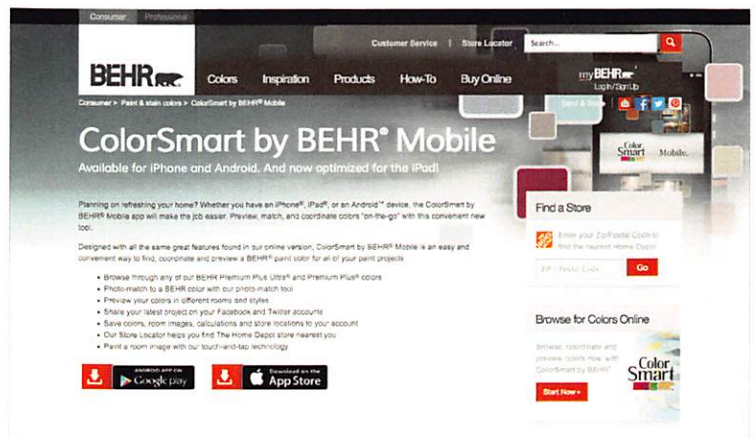 Consumer Professional
Customer Service | Store Locator Search...
BEHR Colors Inspiration Products How-To Buy Online
myBEHR
Log In / Sign Up
Consumer > Paint & stain colors > ColorSmart by BEHR® Mobile
Send &
ColorSmart by BEHR® Mobile
Available for iPhone and Android. And now optimized for the iPad!
Color
Smart Mobile.
Planning on refreshing your home? Whether you have an iPhone®, iPad®, or an Android™ device, the ColorSmart by
BEHR® Mobile app will make the job easier. Preview, match, and coordinate colors "on-the-go" with this convenient new
tool.
Designed with all the same great features found in our online version, ColorSmart by BEHR® Mobile is an easy and
convenient way to find, coordinate and preview a BEHR® paint color for all of your paint projects
• Browse through any of our BEHR Premium Plus Ultra® and Premium Plus® colors
• Photo-match to a BEHR color with our photo-match tool
• Preview your colors in different rooms and styles
• Share your latest project on your Facebook and Twitter accounts
• Save colors, room images, calculations and store locations to your account
• Our Store Locator helps you find The Home Depot store nearest you
• Paint a room image with our touch-and-tap technology
ANDROID APP ON
Google play
Download on the
App Store
Find a Store
Enter your Zip/Postal Code to
find the nearest Home Depot
ZIP / Postal Code Go
Browse for Colors Online
Browse, coordinate and
preview colors now with
ColorSmart by BEHR®
Color
Smart
Start Now